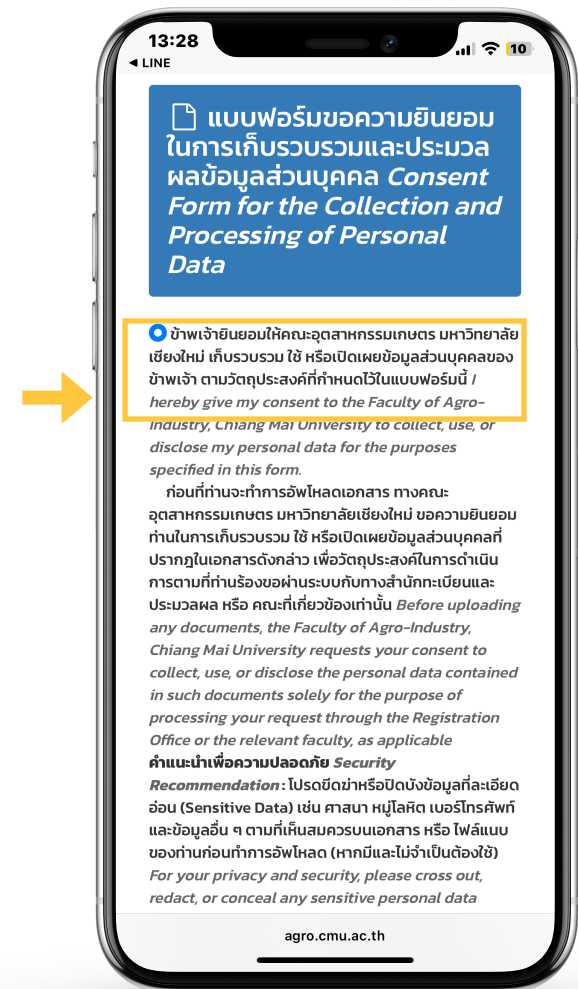 13:28
10
◀ LINE
แบบฟอร์มขอความยินยอม
ในการเก็บรวบรวมและประมวล
ผลข้อมูลส่วนบุคคล Consent
Form for the Collection and
Processing of Personal
Data
ข้าพเจ้ายินยอมให้คณะอุตสาหกรรมเกษตร มหาวิทยาลัย
เชียงใหม่ เก็บรวบรวม ใช้ หรือเปิดเผยข้อมูลส่วนบุคคลของ
ข้าพเจ้า ตามวัตถุประสงค์ที่กำหนดไว้ในแบบฟอร์มนี้ I
hereby give my consent to the Faculty of Agro-
Industry, Chiang Mai University to collect, use, or
disclose my personal data for the purposes
specified in this form.
ก่อนที่ท่านจะทำการอัพโหลดเอกสาร ทางคณะ
อุตสาหกรรมเกษตร มหาวิทยาลัยเชียงใหม่ ขอความยินยอม
ท่านในการเก็บรวบรวม ใช้ หรือเปิดเผยข้อมูลส่วนบุคคลที่
ปรากฏในเอกสารดังกล่าว เพื่อวัตถุประสงค์ในการดำเนิน
การตามที่ท่านร้องขอผ่านระบบกับทางสำนักทะเบียนและ
ประมวลผล หรือ คณะที่เกี่ยวข้องเท่านั้น Before uploading
any documents, the Faculty of Agro-Industry,
Chiang Mai University requests your consent to
collect, use, or disclose the personal data contained
in such documents solely for the purpose of
processing your request through the Registration
Office or the relevant faculty, as applicable
คำแนะนำเพื่อความปลอดภัย Security
Recommendation : โปรดขีดฆ่าหรือปิดบังข้อมูลที่ละเอียด
อ่อน (Sensitive Data) เช่น ศาสนา หมู่โลหิต เบอร์โทรศัพท์
และข้อมูลอื่น ๆ ตามที่เห็นสมควรบนเอกสาร หรือ ไฟล์แนบ
ของท่านก่อนทำการอัพโหลด (หากมีและไม่จำเป็นต้องใช้)
For your privacy and security, please cross out,
redact, or conceal any sensitive personal data
agro.cmu.ac.th